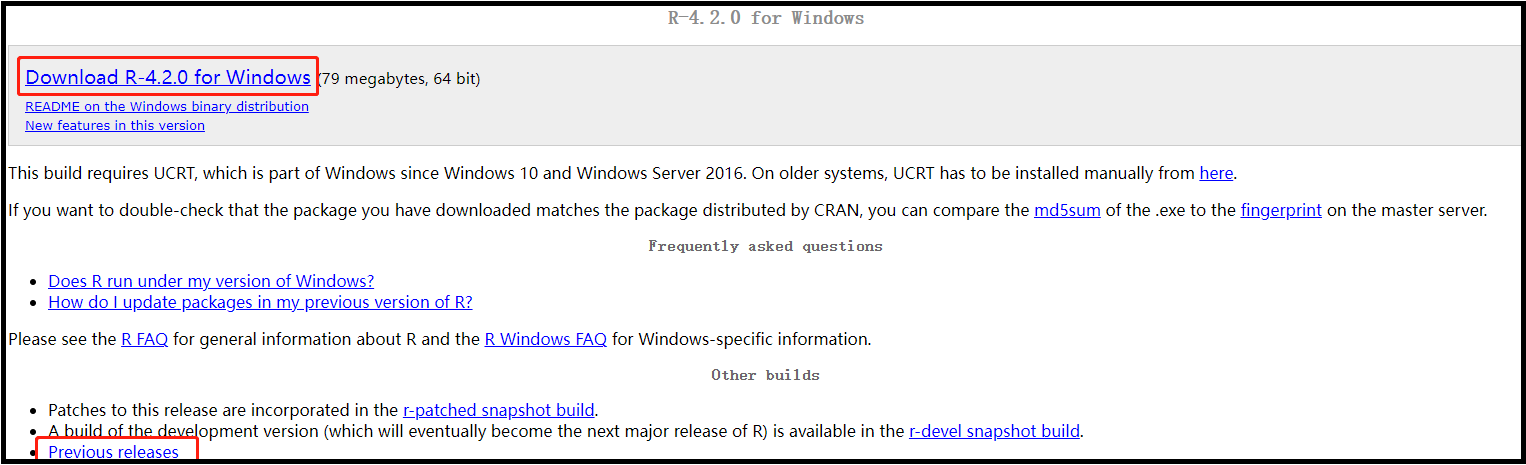 R-4.2.0 for Windows
Download R-4.2.0 for Windows (79 megabytes, 64 bit)
README on the Windows binary distribution
New features in this version
This build requires UCRT, which is part of Windows since Windows 10 and Windows Server 2016. On older systems, UCRT has to be installed manually from here.
If you want to double-check that the package you have downloaded matches the package distributed by CRAN, you can compare the md5sum of the .exe to the fingerprint on the master server.
Frequently asked questions
• Does R run under my version of Windows?
• How do I update packages in my previous version of R?
Please see the R FAQ for general information about R and the R Windows FAQ for Windows-specific information.
Other builds
• Patches to this release are incorporated in the r-patched snapshot build.
• A build of the development version (which will eventually become the next major release of R) is available in the r-devel snapshot build.
• Previous releases